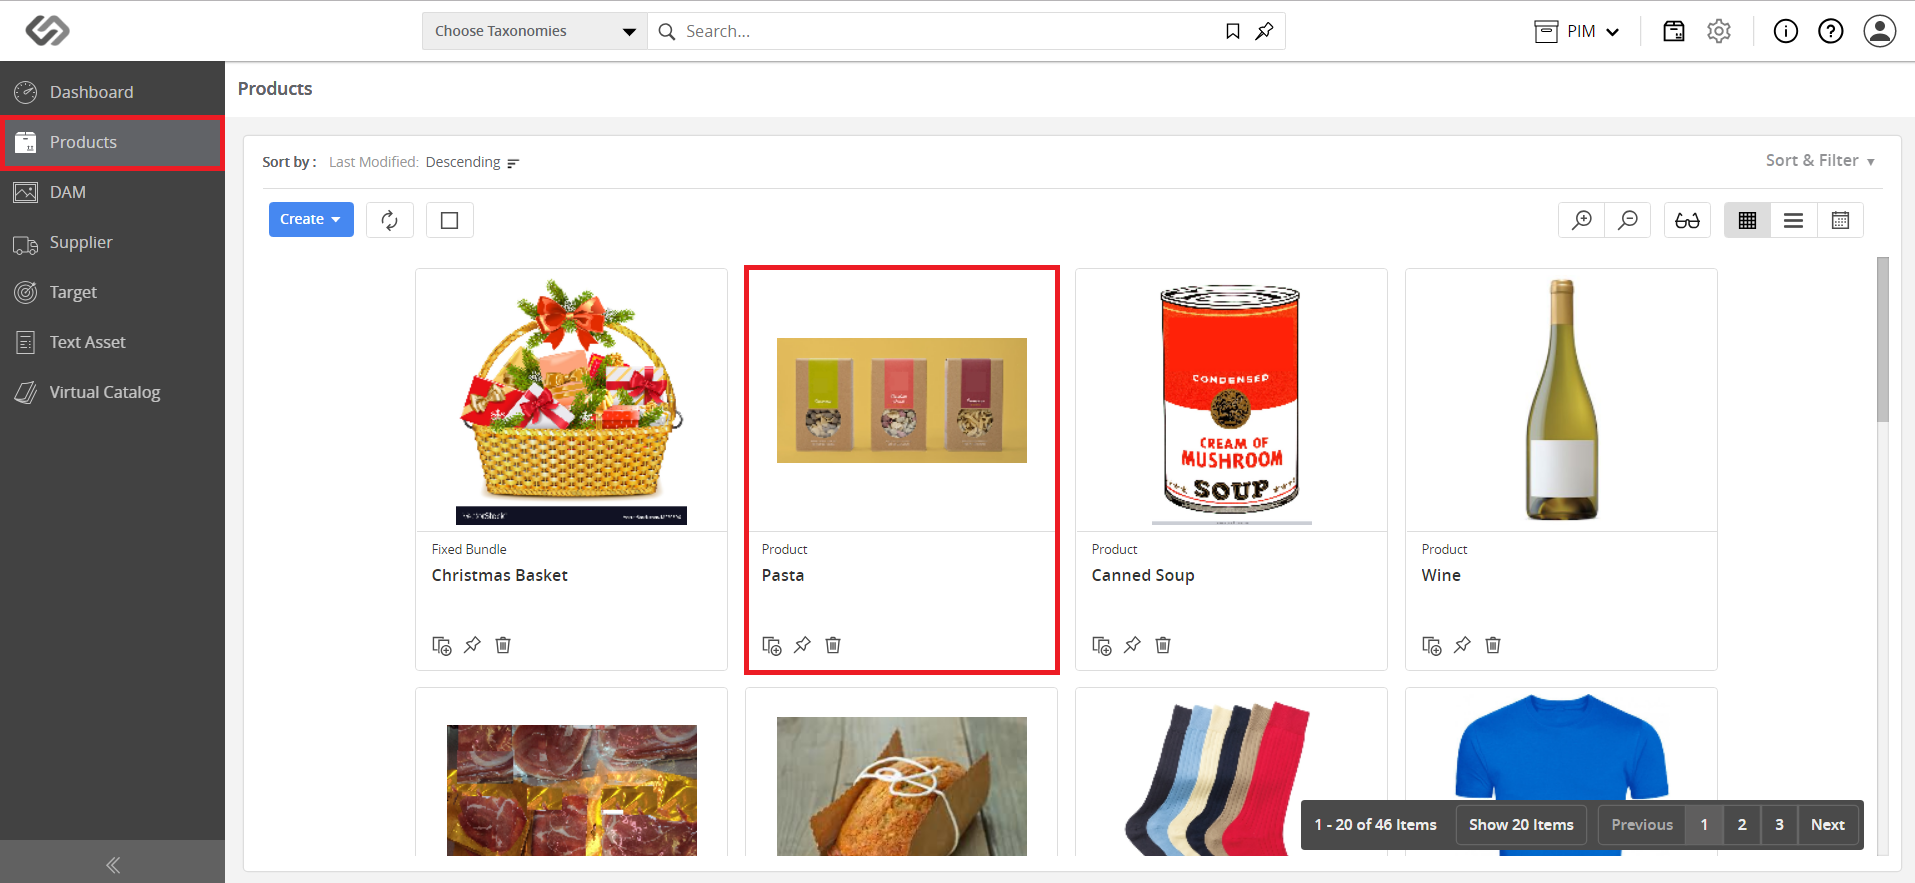 Choose Taxonomies
Search...
PIM
Dashboard
Products
DAM
Supplier
Target
Text Asset
Virtual Catalog
Products
Sort by : Last Modified: Descending
Sort & Filter
Create
CONDENSED
CREAM OF
MUSHROOM
SOUP
Fixed Bundle
Christmas Basket
Product
Pasta
Product
Canned Soup
Product
Wine
1 - 20 of 46 Items
Show 20 Items
Previous
1
2
3
Next